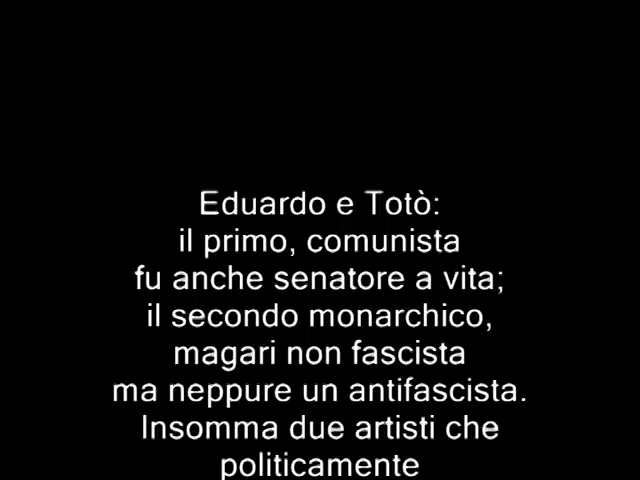 Eduardo e Totò:
il primo, comunista
fu anche senatore a vita;
il secondo monarchico,
magari non fascista
ma neppure un antifascista.
Insomma due artisti che
politicamente